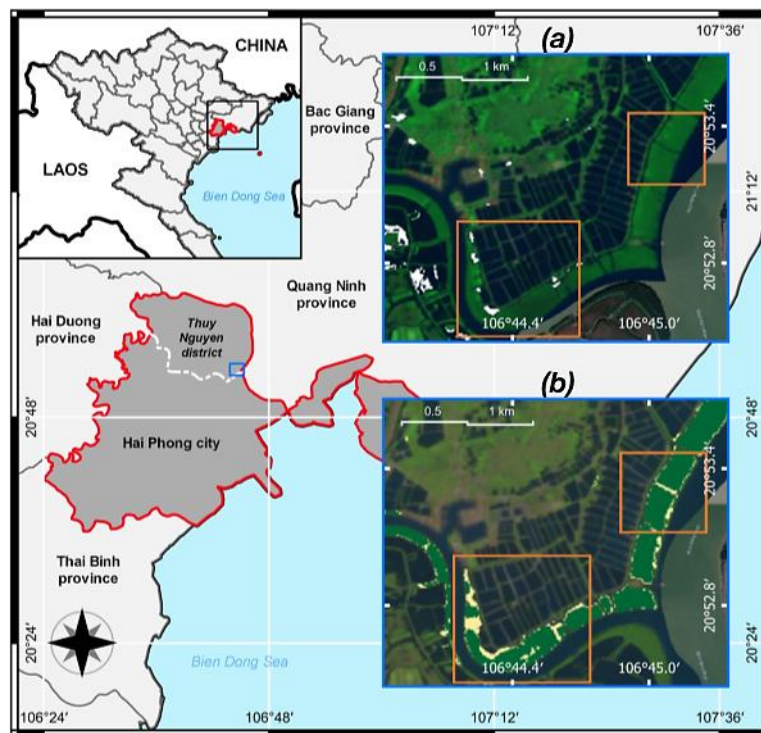 107°12′
107°36′
CHINA
LAOS
Bien Dong Sea
Bac Giang
province
(a)
0.5
1 km
20°53.4′
20°52.8′
106°44.4′
106°45.0′
21°12′
Quang Ninh
province
Hai Duong
province
Thuy
Nguyen
district
Hai Phong city
20°48′
20°48′
(b)
0.5
1 km
20°53.4′
20°52.8′
106°44.4′
106°45.0′
Thai Binh
province
Bien Dong Sea
20°24′
20°24′
106°24′
106°48′
107°12′
107°36′